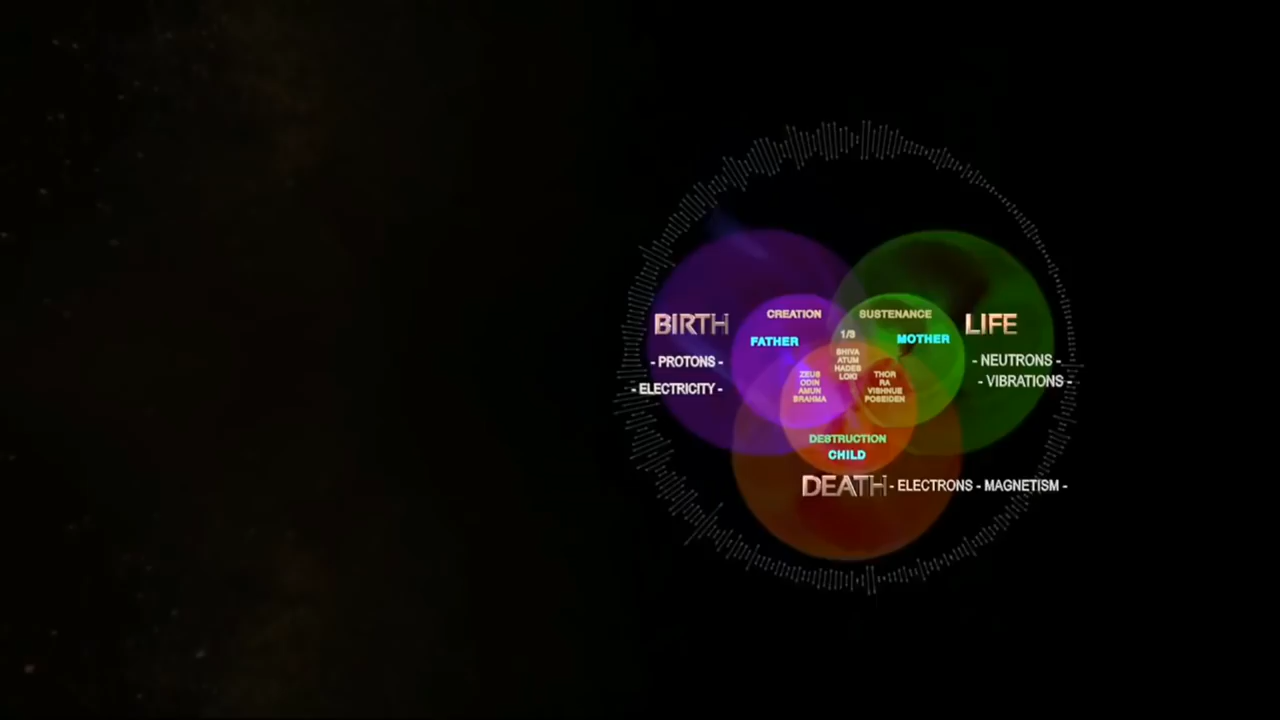 BIRTH
- PROTONS -
- ELECTRICITY -
CREATION
FATHER
ZEUS
ODIN
AMUN
BRAHMA
1/3
SHIVA
ATUM
HADES
LOKI
SUSTENANCE
MOTHER
THOR
RA
VISHNUE
POSEIDEN
LIFE
- NEUTRONS -
- VIBRATIONS -
DESTRUCTION
CHILD
DEATH - ELECTRONS - MAGNETISM -